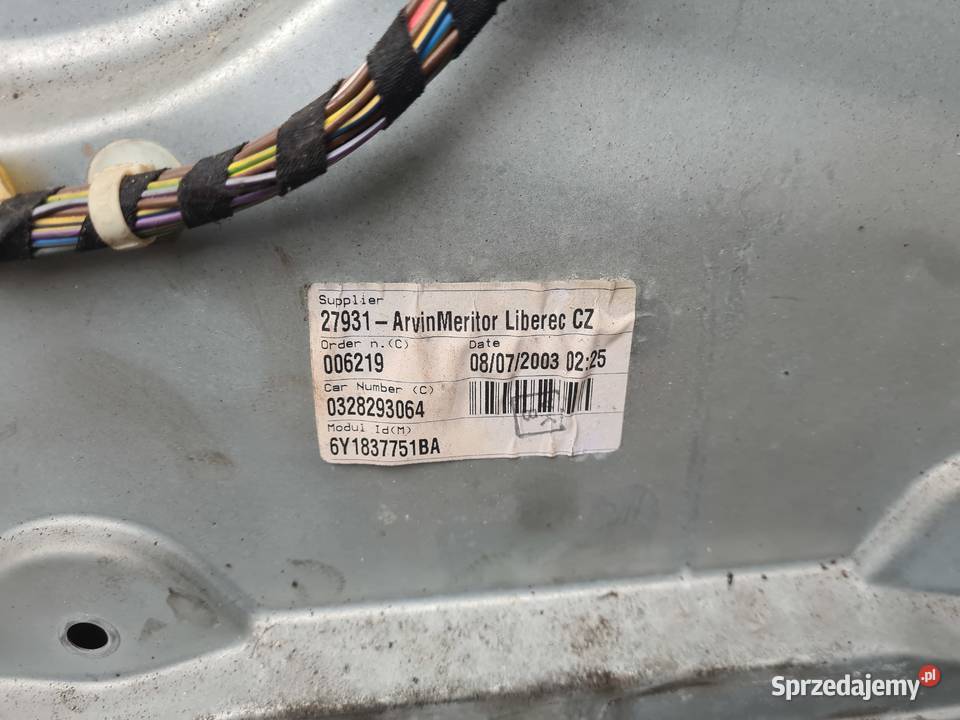 Supplier
27931-ArvinMeritor Liberec CZ
Order n.(C) Date
006219 08/07/2003 02:25
Car Number (C)
0328293064
Modul Id(M)
6Y1837751BA
Sprzedajemy.pl